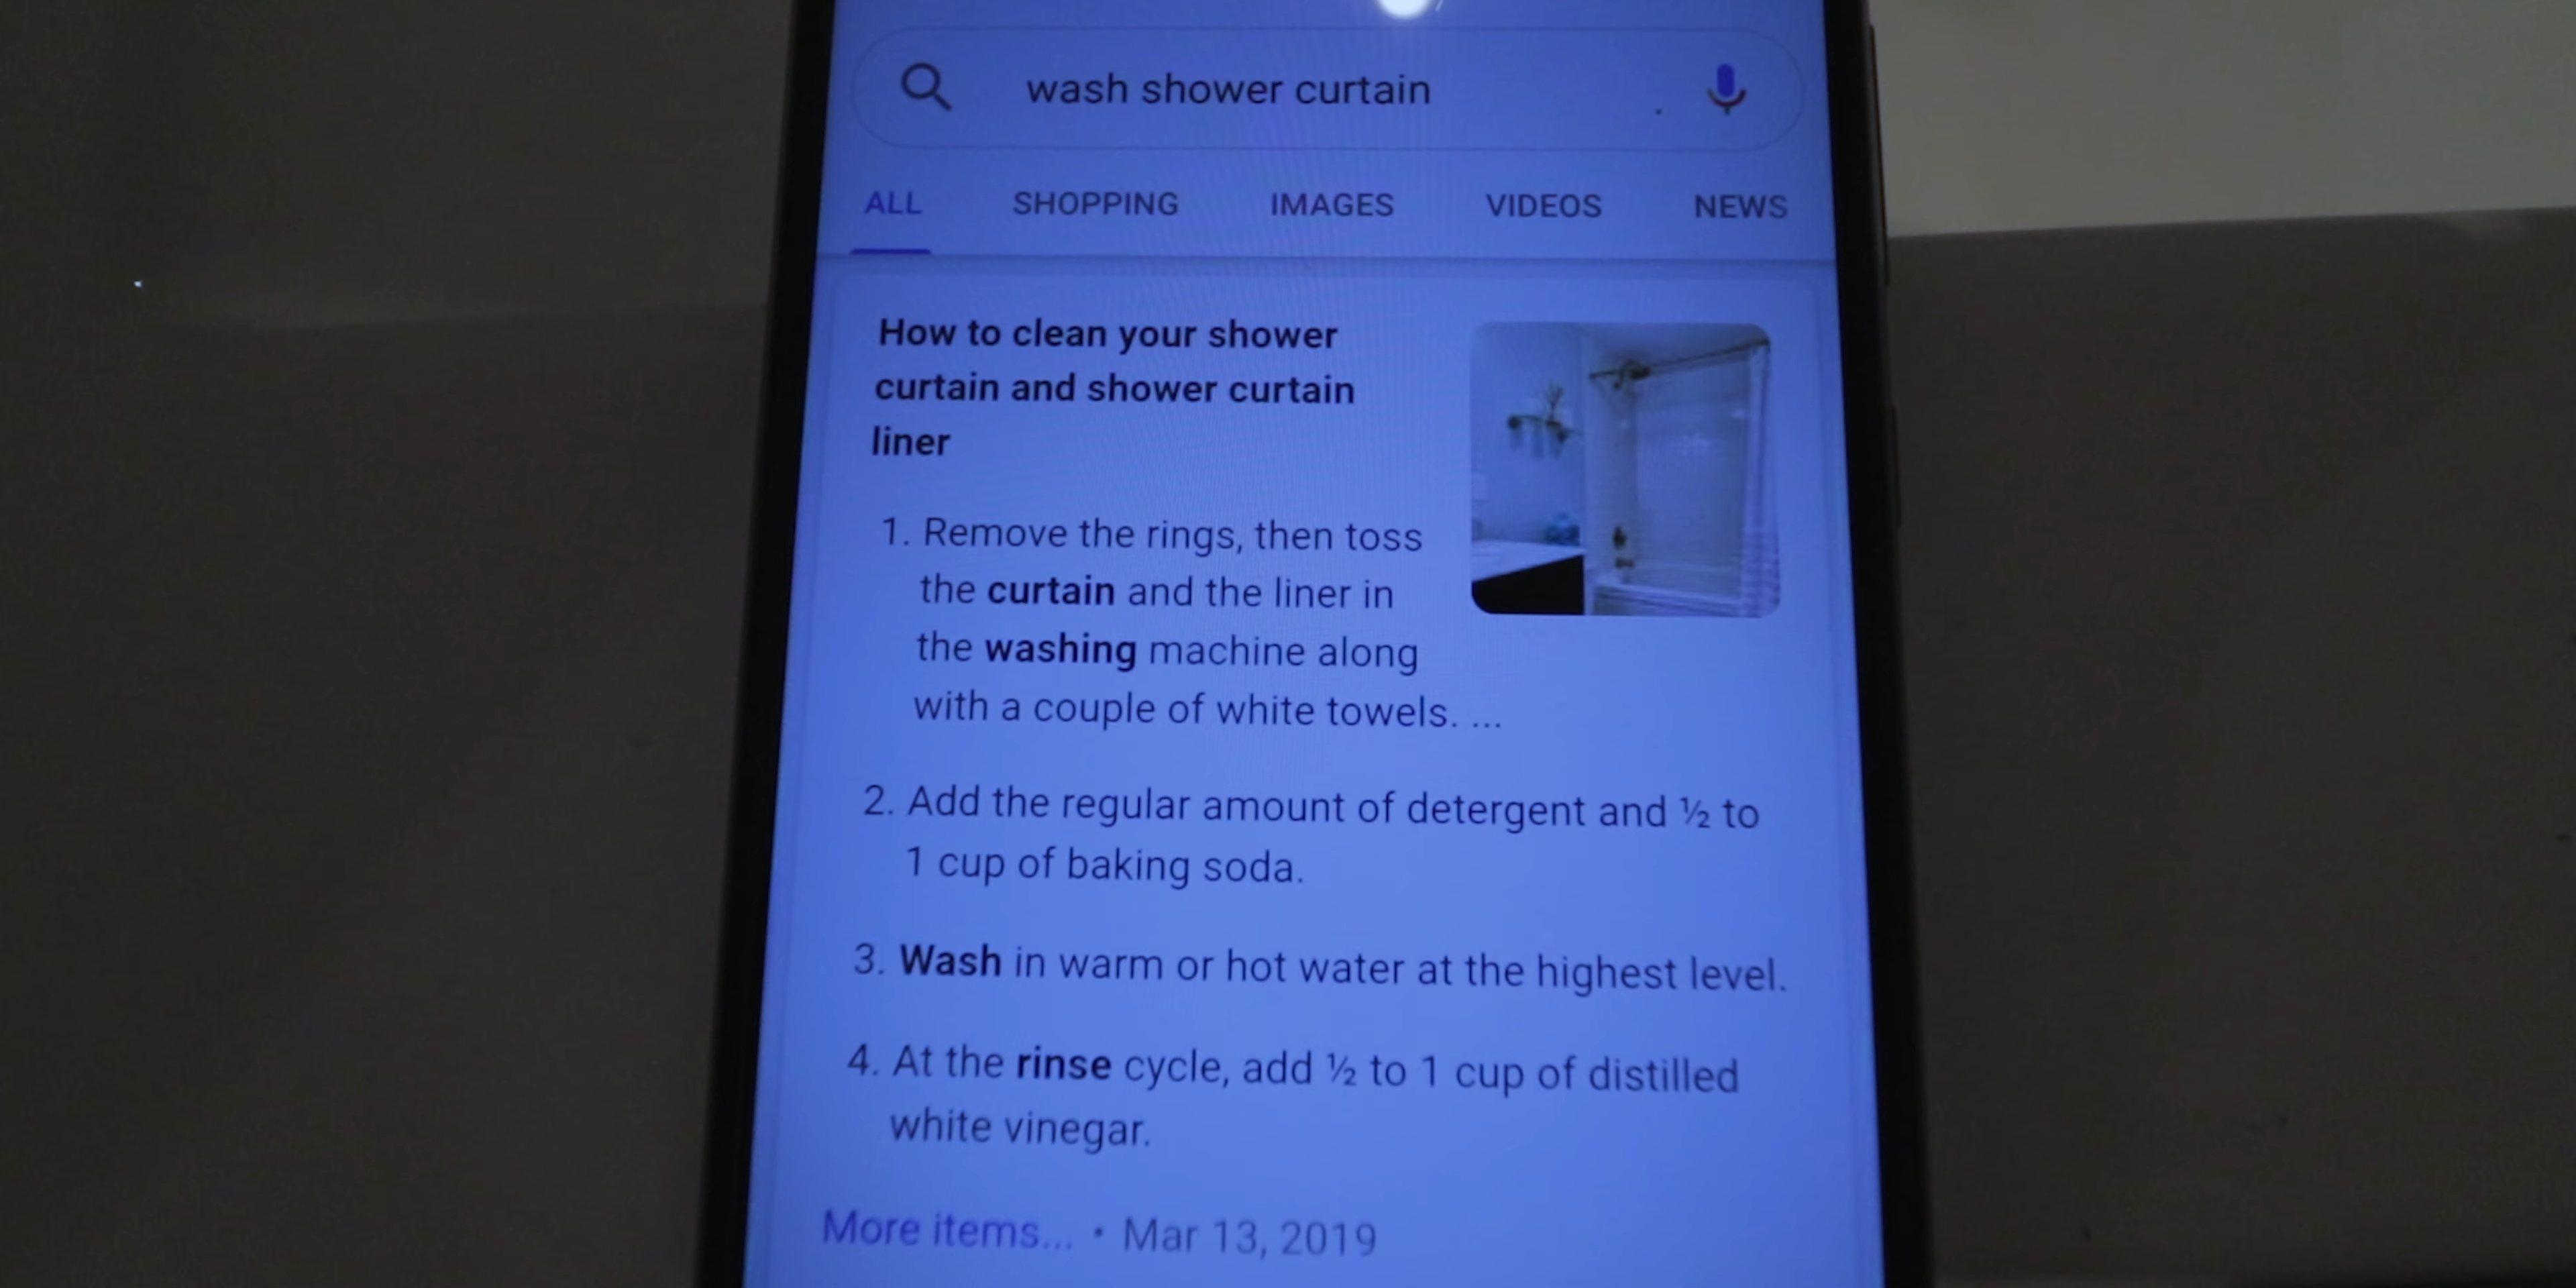 wash shower curtain
ALL SHOPPING IMAGES VIDEOS NEWS
How to clean your shower
curtain and shower curtain
liner
1. Remove the rings, then toss
the curtain and the liner in
the washing machine along
with a couple of white towels. ...
2. Add the regular amount of detergent and ½ to
1 cup of baking soda.
3. Wash in warm or hot water at the highest level.
4. At the rinse cycle, add ½ to 1 cup of distilled
white vinegar.
More items... • Mar 13, 2019